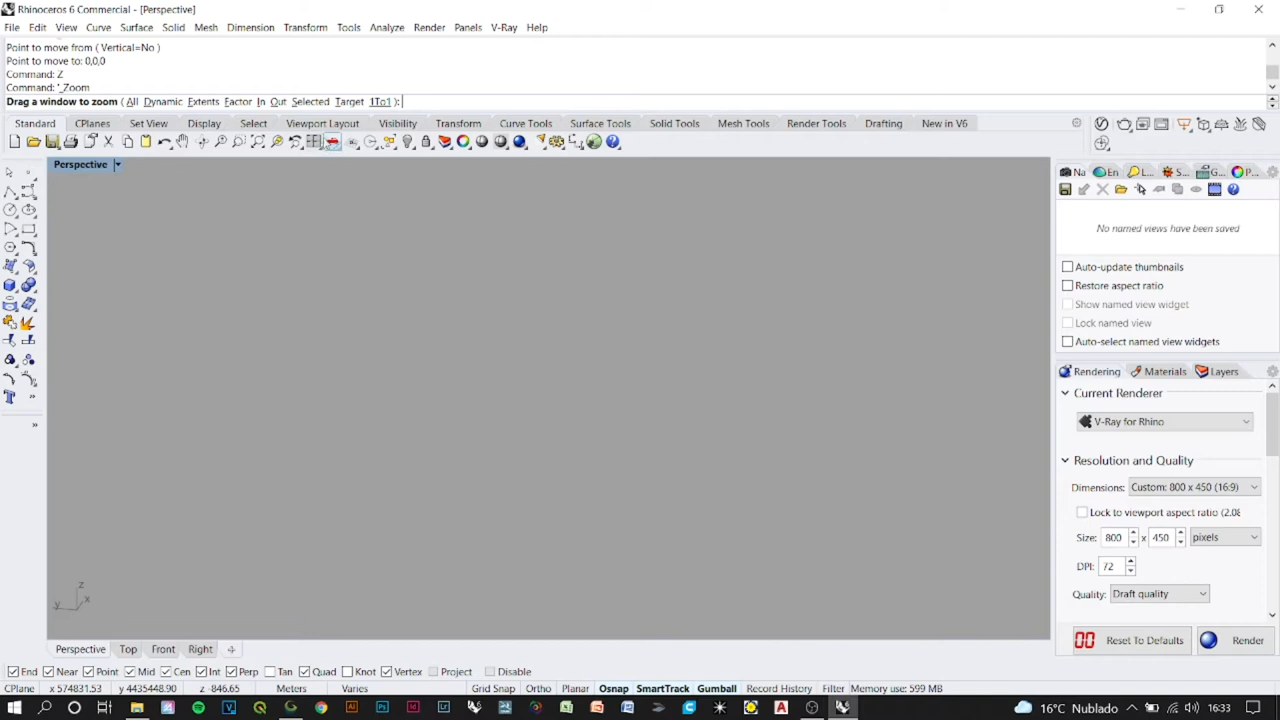 Rhinoceros 6 Commercial - [Perspective]
File Edit View Curve Surface Solid Mesh Dimension Transform Tools Analyze Render Panels V-Ray Help
Point to move from ( Vertical=No )
Point to move to: 0,0,0
Command: Z
Command: '_Zoom
Drag a window to zoom ( All Dynamic Extents Factor In Out Selected Target 1To1 ):
Standard CPlanes Set View Display Select Viewport Layout Visibility Transform Curve Tools Surface Tools Solid Tools Mesh Tools Render Tools Drafting New in V6
Perspective
Na En L... S... G... P...
No named views have been saved
Auto-update thumbnails
Restore aspect ratio
Show named view widget
Lock named view
Auto-select named view widgets
Rendering Materials Layers
Current Renderer
V-Ray for Rhino
Resolution and Quality
Dimensions: Custom: 800 x 450 (16:9)
Lock to viewport aspect ratio (2.08
Size: 800 x 450 pixels
DPI: 72
Quality: Draft quality
z
y x
Reset To Defaults Render
Perspective Top Front Right
End Near Point Mid Cen Int Perp Tan Quad Knot Vertex Project Disable
CPlane x 574831.53 y 4435448.90 z -846.65 Meters Varies Grid Snap Ortho Planar Osnap SmartTrack Gumball Record History Filter Memory use: 599 MB
16°C Nublado 16:33